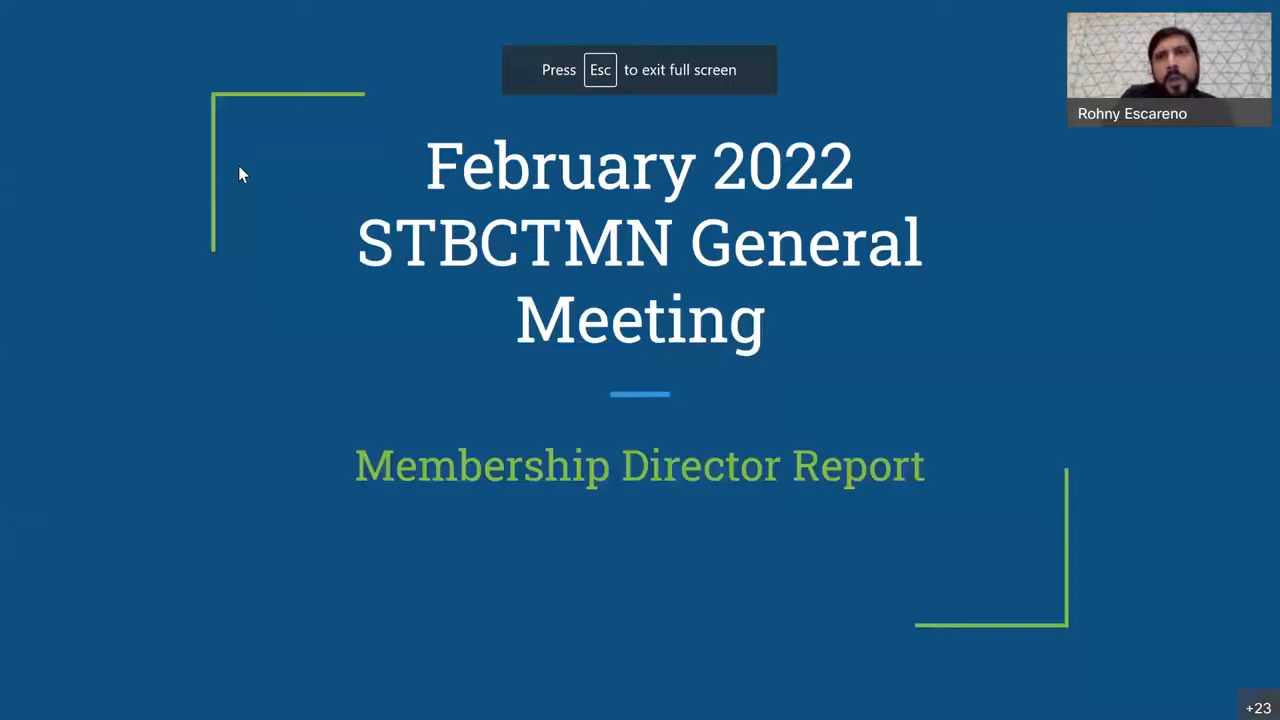 Press Esc to exit full screen
Rohny Escareno
February 2022
STBCTMN General
Meeting
Membership Director Report
+23